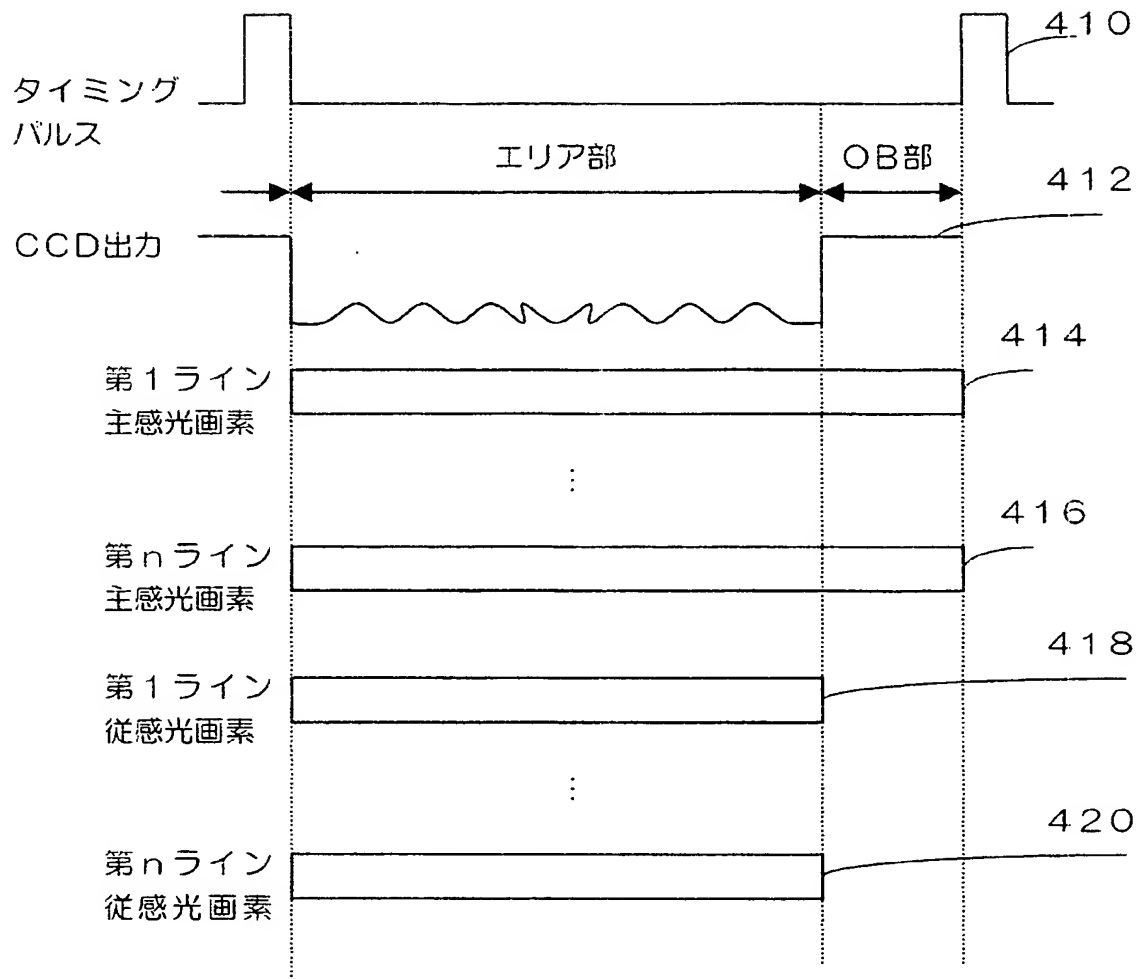 410
タイミング
パルス
エリア部
OB部
412
CCD出力
414
第1ライン
主感光画素
416
第nライン
主感光画素
418
第1ライン
従感光画素
420
第nライン
従感光画素